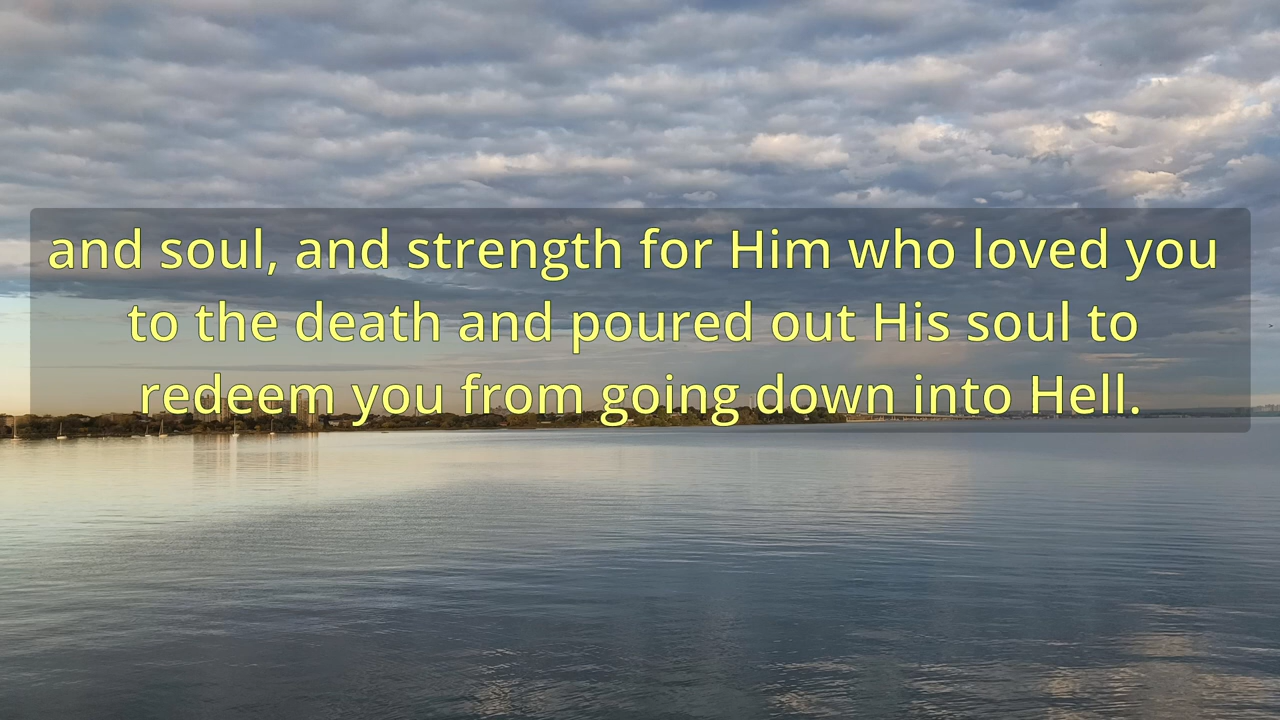 and soul, and strength for Him who loved you
to the death and poured out His soul to
redeem you from going down into Hell.